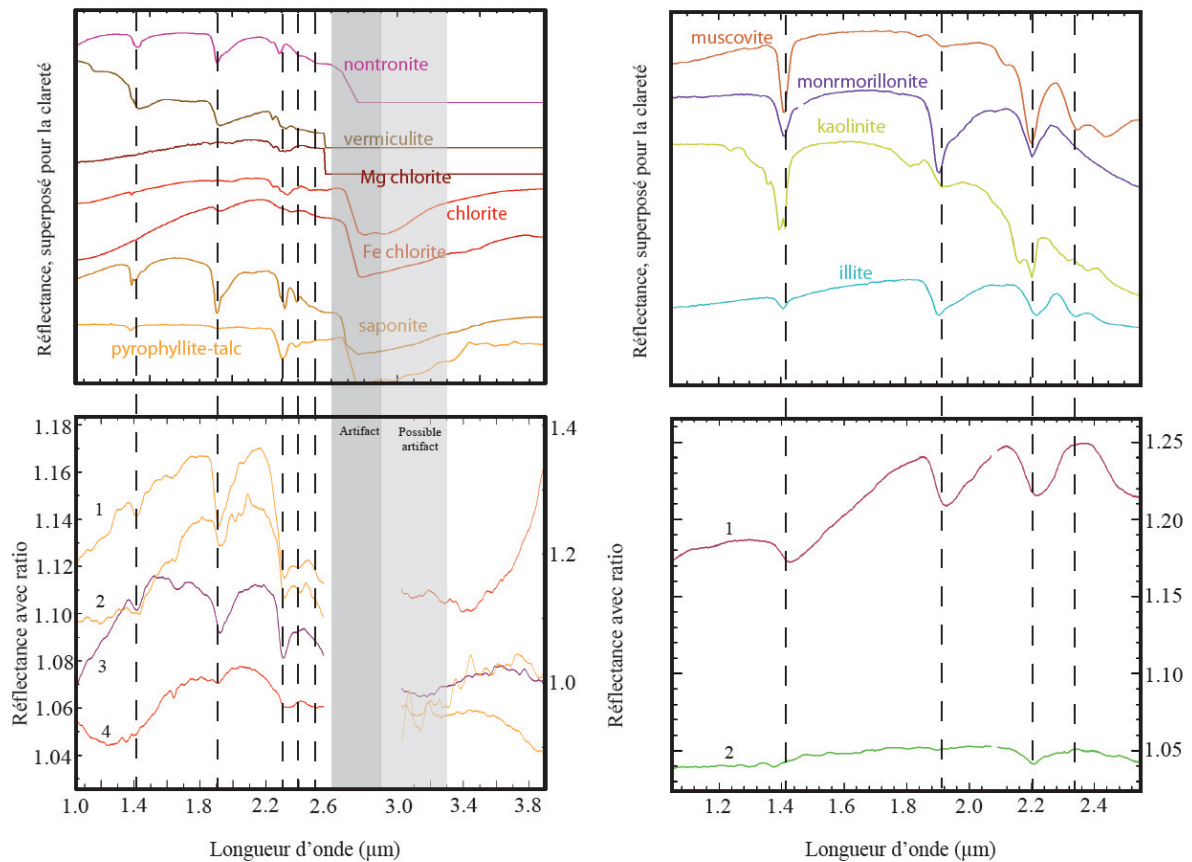 Réflectance, superposé pour la clareté
nontronite
vermiculite
Mg chlorite
chlorite
Fe chlorite
saponite
pyrophyllite-talc
Réflectance, superposé pour la clareté
muscovite
monrmorillonite
kaolinite
illite
Réflectance avec ratio
1.18
1.16
1.14
1.12
1.10
1.08
1.06
1.04
Artifact
Possible
artifact
1.4
1.2
1.0
1
2
3
4
1.0 1.4 1.8 2.2 2.6 3.0 3.4 3.8
Longueur d’onde (μm)
Réflectance avec ratio
1
2
1.25
1.20
1.15
1.10
1.05
1.2 1.4 1.6 1.8 2.0 2.2 2.4
Longueur d’onde (μm)